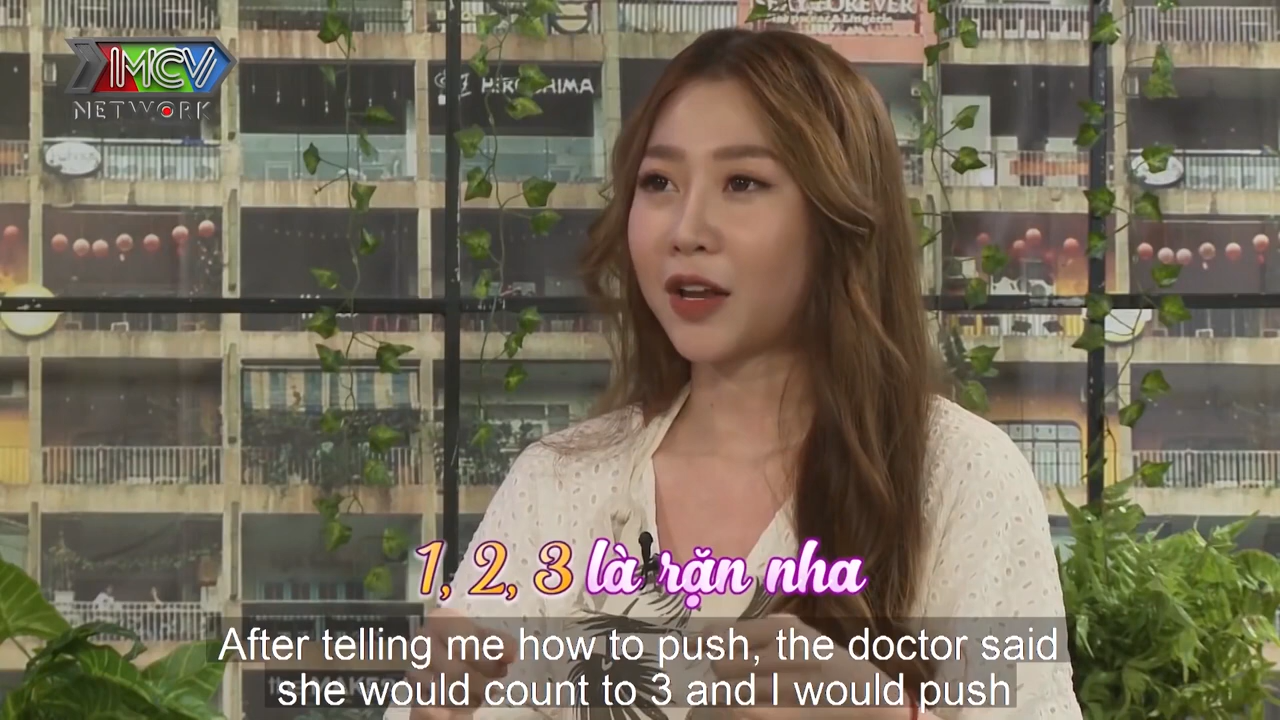 STAY FOREVER
MCV
NETWORK
HIROSHIMA
1, 2, 3 là rặn nha
After telling me how to push, the doctor said
she would count to 3 and I would push